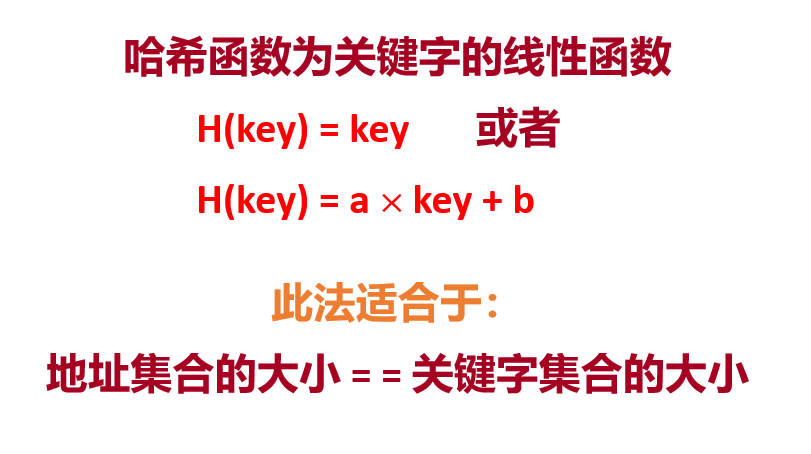 哈希函数为关键字的线性函数
H(key) = key 或者
H(key) = a × key + b
此法适合于：
地址集合的大小 = = 关键字集合的大小